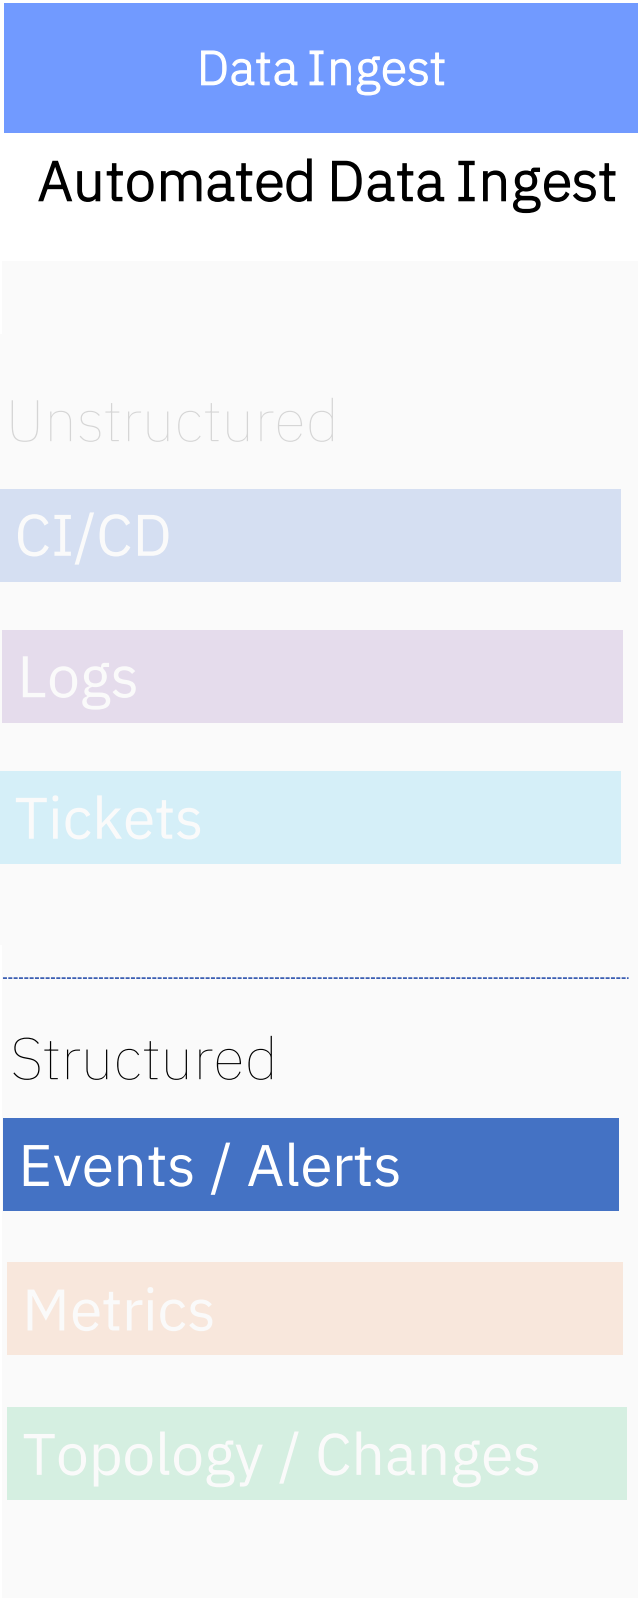 Data Ingest
Automated Data Ingest
Unstructured
CI/CD
Logs
Tickets
Structured
Events / Alerts
Metrics
Topology / Changes